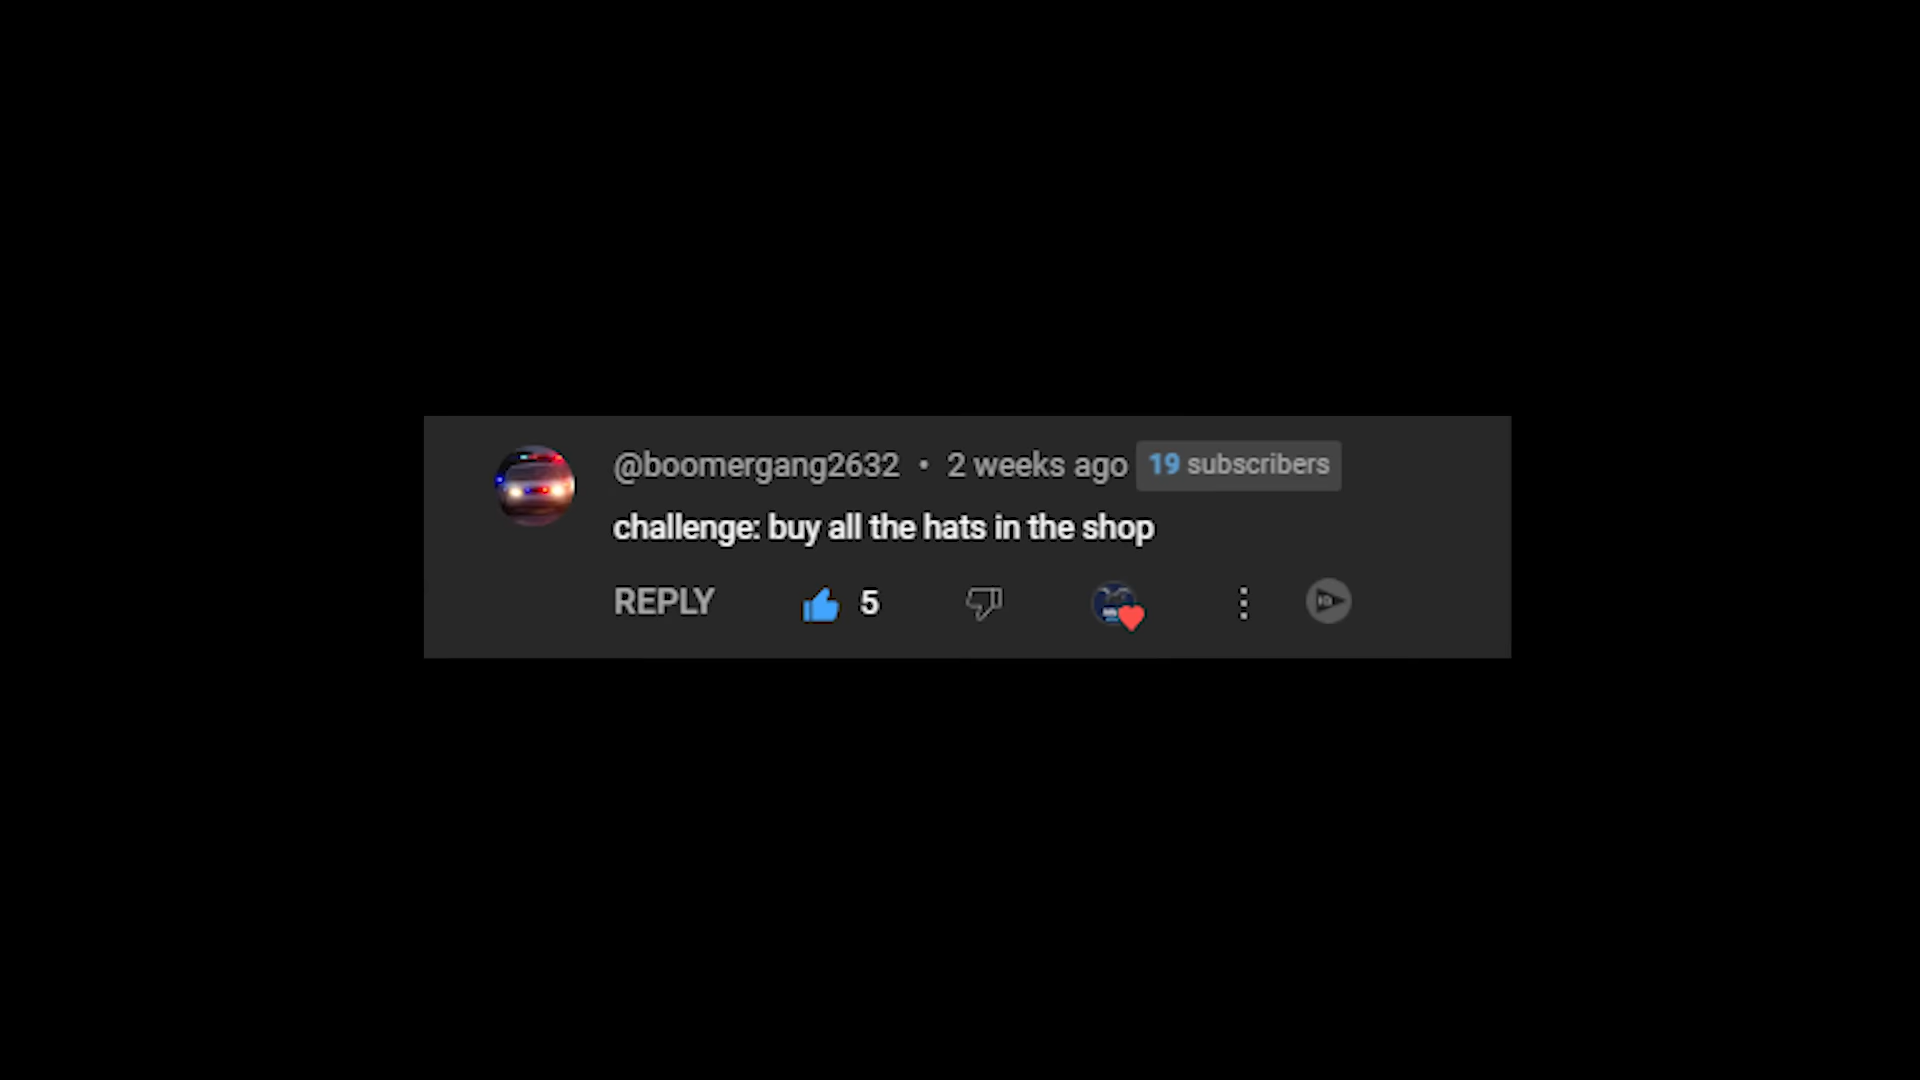 @boomergang2632 • 2 weeks ago 19 subscribers
challenge: buy all the hats in the shop
REPLY 5